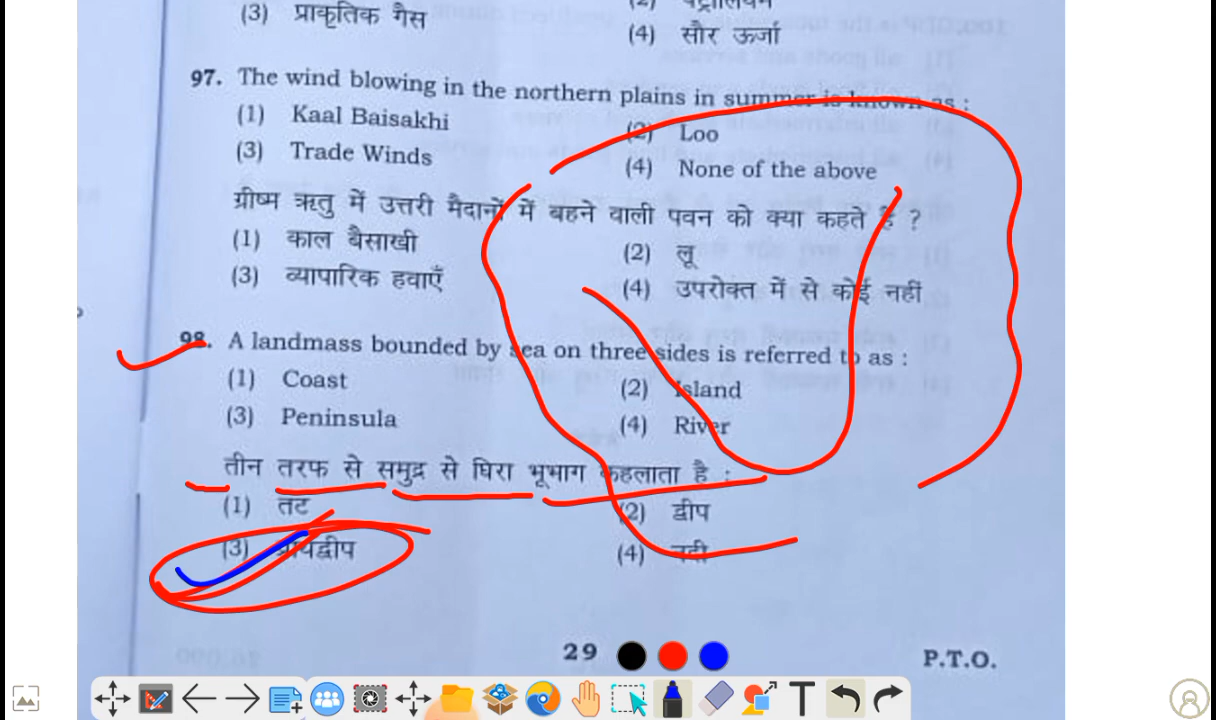 (3) प्राकृतिक गैस
(4) सौर ऊर्जा
97. The wind blowing in the northern plains in summer is known as :
(1) Kaal Baisakhi (2) Loo
(3) Trade Winds (4) None of the above
ग्रीष्म ऋतु में उत्तरी मैदानों में बहने वाली पवन को क्या कहते हैं ?
(1) काल बैसाखी (2) लू
(3) व्यापारिक हवाएँ (4) उपरोक्त में से कोई नहीं
98. A landmass bounded by sea on three sides is referred to as :
(1) Coast (2) Island
(3) Peninsula (4) River
तीन तरफ से समुद्र से घिरा भूभाग कहलाता है :
(1) तट (2) द्वीप
(3) प्रायद्वीप (4) नदी
29 P.T.O.